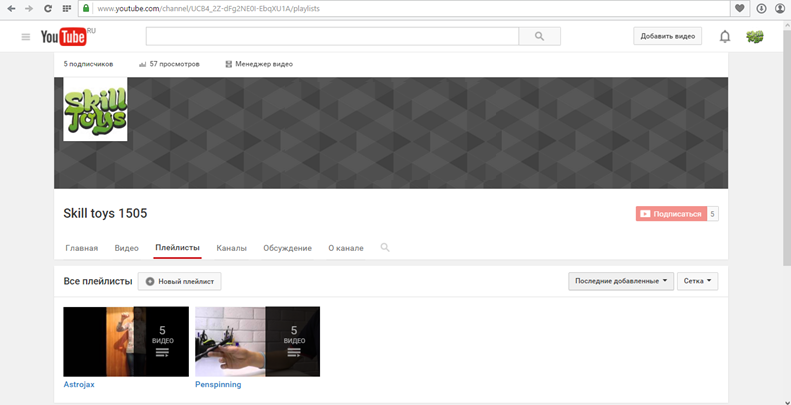 www.youtube.com/channel/UCB4_2Z-dFg2NE0I-EbqXU1A/playlists
YouTube RU
Добавить видео
5 подписчиков
57 просмотров
Менеджер видео
Skill Toys
Skill toys 1505
Подписаться 5
Главная
Видео
Плейлисты
Каналы
Обсуждение
О канале
Все плейлисты
Новый плейлист
Последние добавленные
Сетка
5
ВИДЕО
5
ВИДЕО
Astrojax
Penspinning